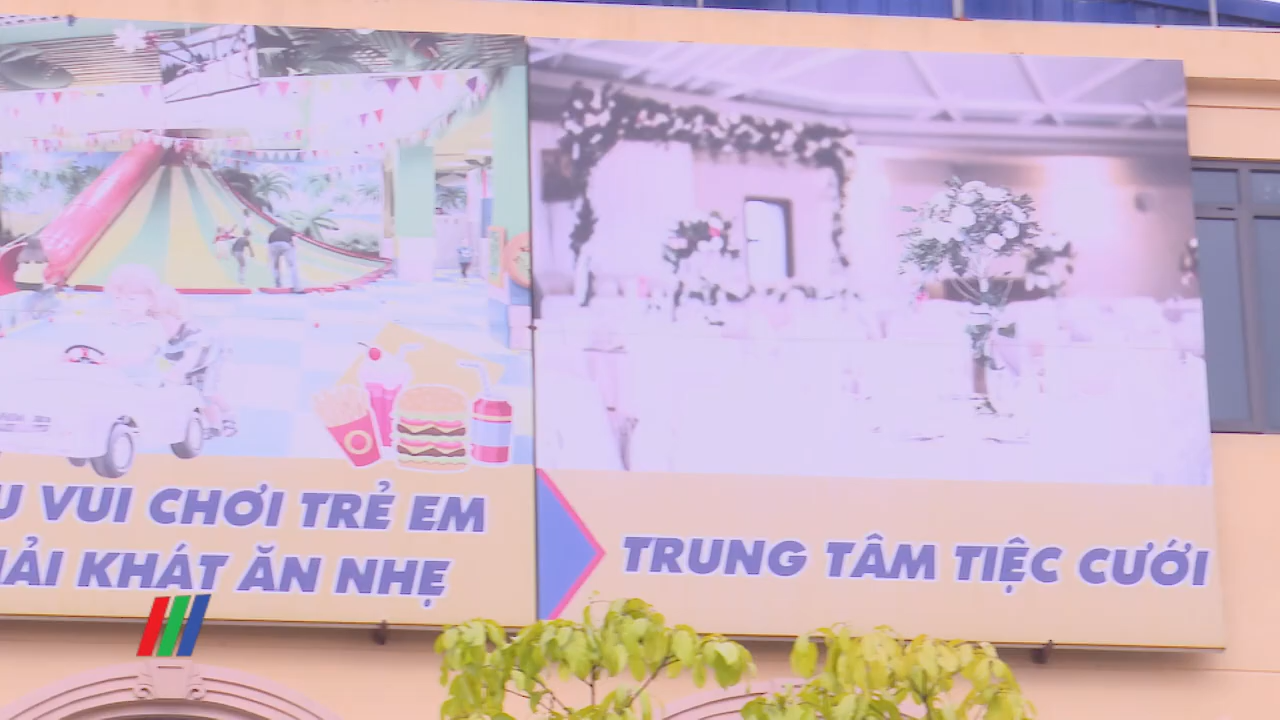 VUI CHƠI TRẺ EM
KHÁT ĂN NHẸ
TRUNG TÂM TIỆC CƯỚI